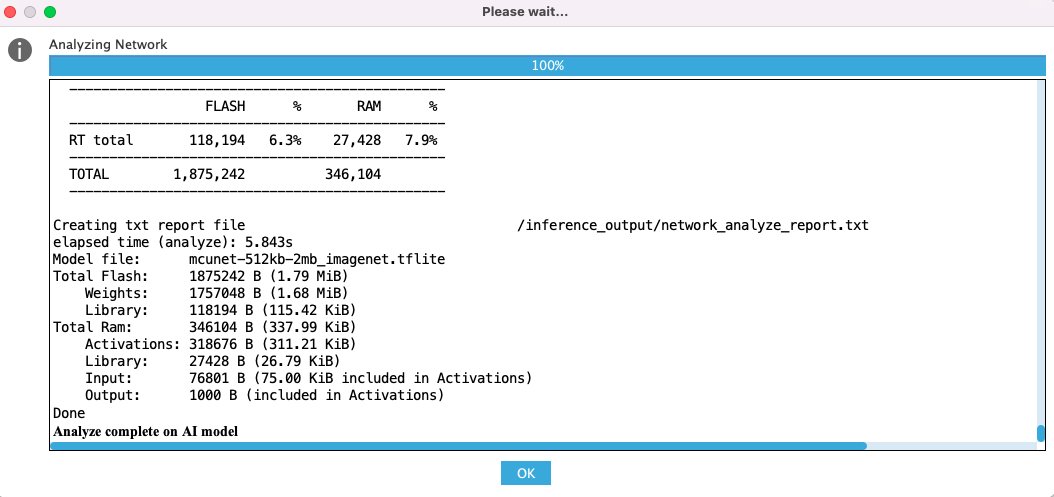 Please wait...
Analyzing Network
100%
FLASH % RAM %
RT total 118,194 6.3% 27,428 7.9%
TOTAL 1,875,242 346,104
Creating txt report file /inference_output/network_analyze_report.txt
elapsed time (analyze): 5.843s
Model file: mcunet-512kb-2mb_imagenet.tflite
Total Flash: 1875242 B (1.79 MiB)
Weights: 1757048 B (1.68 MiB)
Library: 118194 B (115.42 KiB)
Total Ram: 346104 B (337.99 KiB)
Activations: 318676 B (311.21 KiB)
Library: 27428 B (26.79 KiB)
Input: 76801 B (75.00 KiB included in Activations)
Output: 1000 B (included in Activations)
Done
Analyze complete on AI model
OK